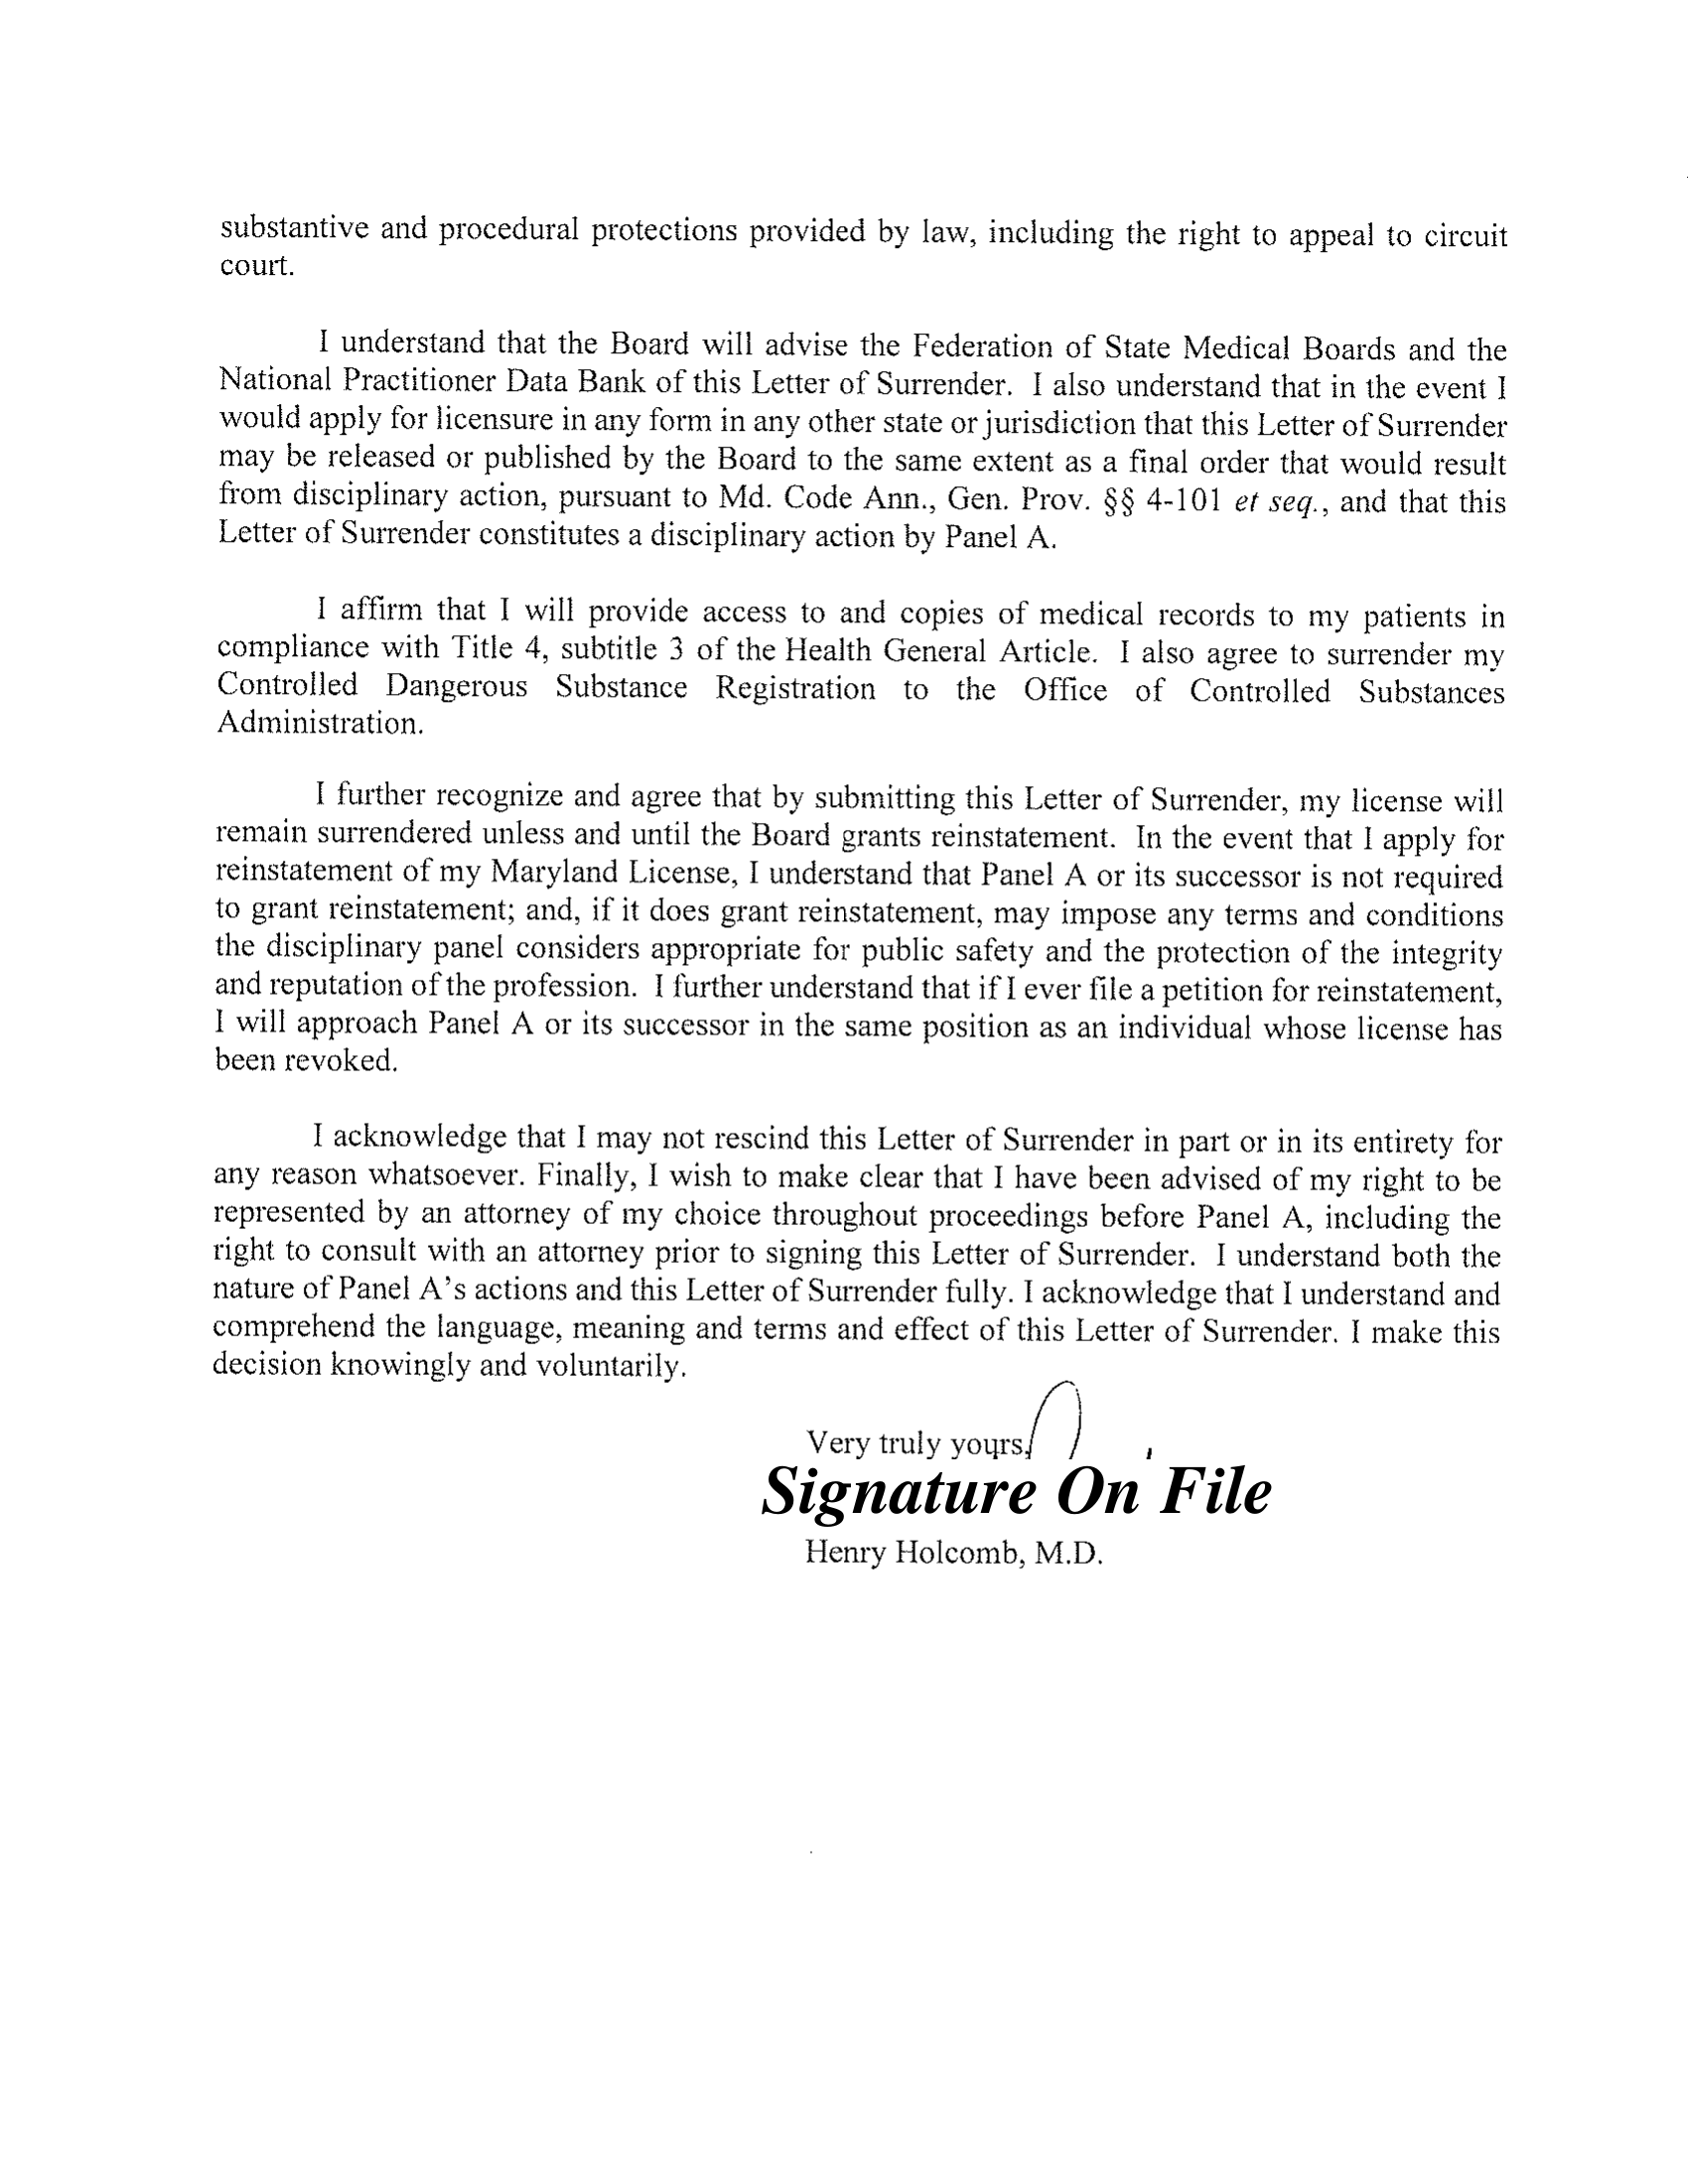 substantive and procedural protections provided by law, including the right to appeal to circuit
court.
I understand that the Board will advise the Federation of State Medical Boards and the
National Practitioner Data Bank of this Letter of Surrender. I also understand that in the event I
would apply for licensure in any form in any other state or jurisdiction that this Letter of Surrender
may be released or published by the Board to the same extent as a final order that would result
from disciplinary action, pursuant to Md. Code Ann., Gen. Prov. §§ 4-101 et seq., and that this
Letter of Surrender constitutes a disciplinary action by Panel A.
I affirm that I will provide access to and copies of medical records to my patients in
compliance with Title 4, subtitle 3 of the Health General Article. I also agree to surrender my
Controlled Dangerous Substance Registration to the Office of Controlled Substances
Administration.
I further recognize and agree that by submitting this Letter of Surrender, my license will
remain surrendered unless and until the Board grants reinstatement. In the event that I apply for
reinstatement of my Maryland License, I understand that Panel A or its successor is not required
to grant reinstatement; and, if it does grant reinstatement, may impose any terms and conditions
the disciplinary panel considers appropriate for public safety and the protection of the integrity
and reputation of the profession. I further understand that if I ever file a petition for reinstatement,
I will approach Panel A or its successor in the same position as an individual whose license has
been revoked.
I acknowledge that I may not rescind this Letter of Surrender in part or in its entirety for
any reason whatsoever. Finally, I wish to make clear that I have been advised of my right to be
represented by an attorney of my choice throughout proceedings before Panel A, including the
right to consult with an attorney prior to signing this Letter of Surrender. I understand both the
nature of Panel A's actions and this Letter of Surrender fully. I acknowledge that I understand and
comprehend the language, meaning and terms and effect of this Letter of Surrender. I make this
decision knowingly and voluntarily.
Very truly yours,
Signature On File
Henry Holcomb, M.D.